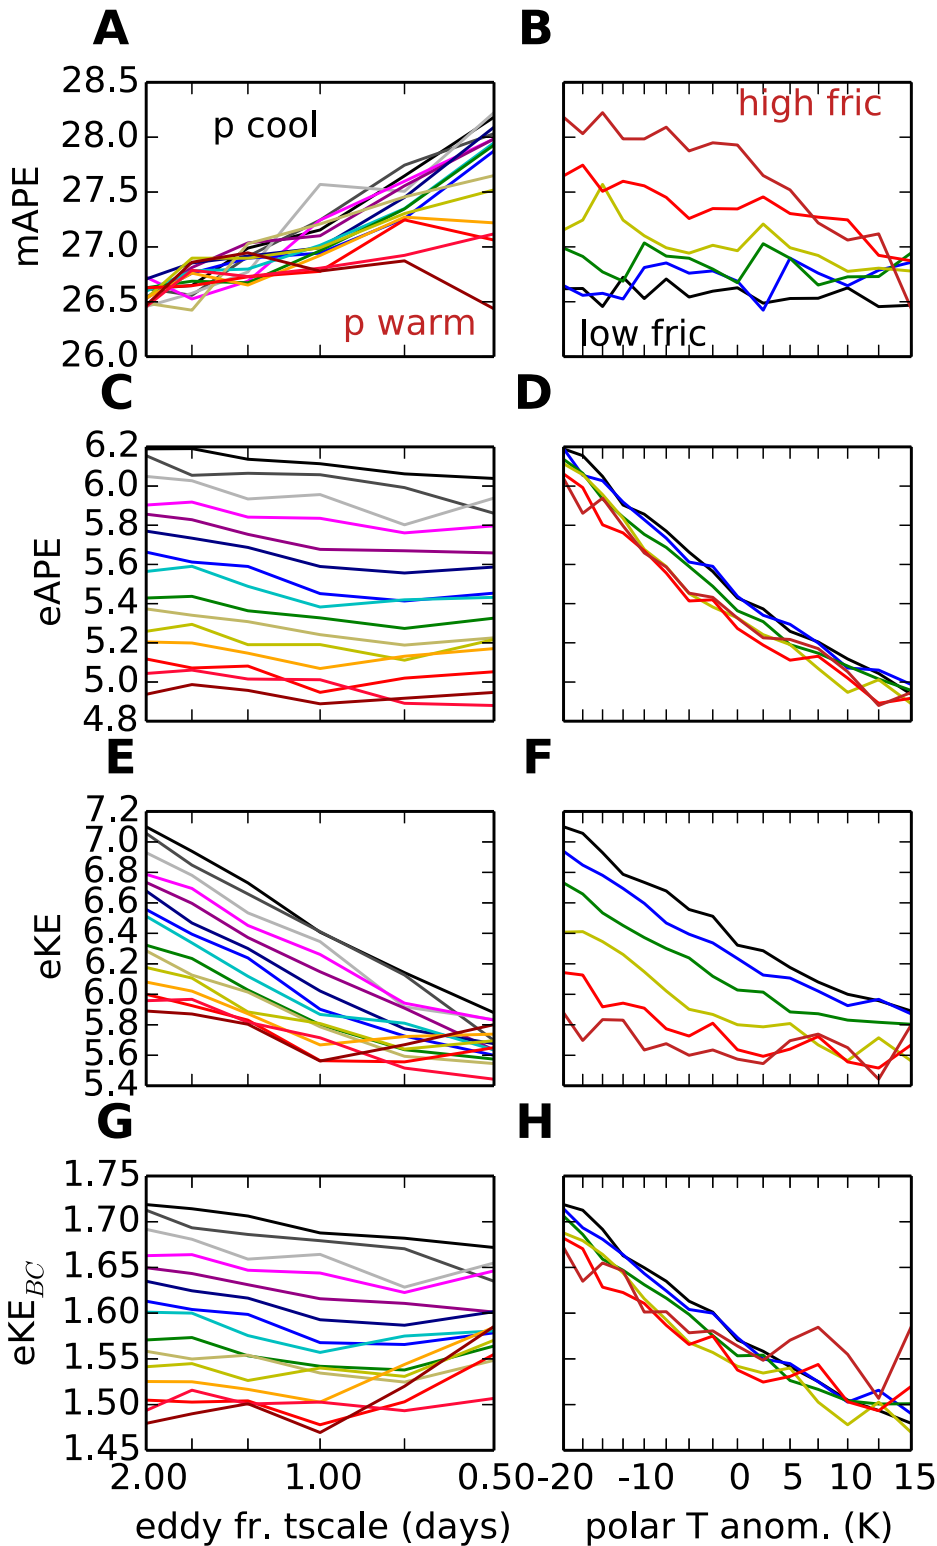 A
B
28.5
28.0
27.5
27.0
26.5
26.0
mAPE
p cool
p warm
high fric
low fric
C
D
6.2
6.0
5.8
5.6
5.4
5.2
5.0
4.8
eAPE
E
F
7.2
7.0
6.8
6.6
6.4
6.2
6.0
5.8
5.6
5.4
eKE
G
H
1.75
1.70
1.65
1.60
1.55
1.50
1.45
eKE_BC
2.00 1.00 0.50
-20 -10 0 5 10 15
eddy fr. tscale (days)
polar T anom. (K)